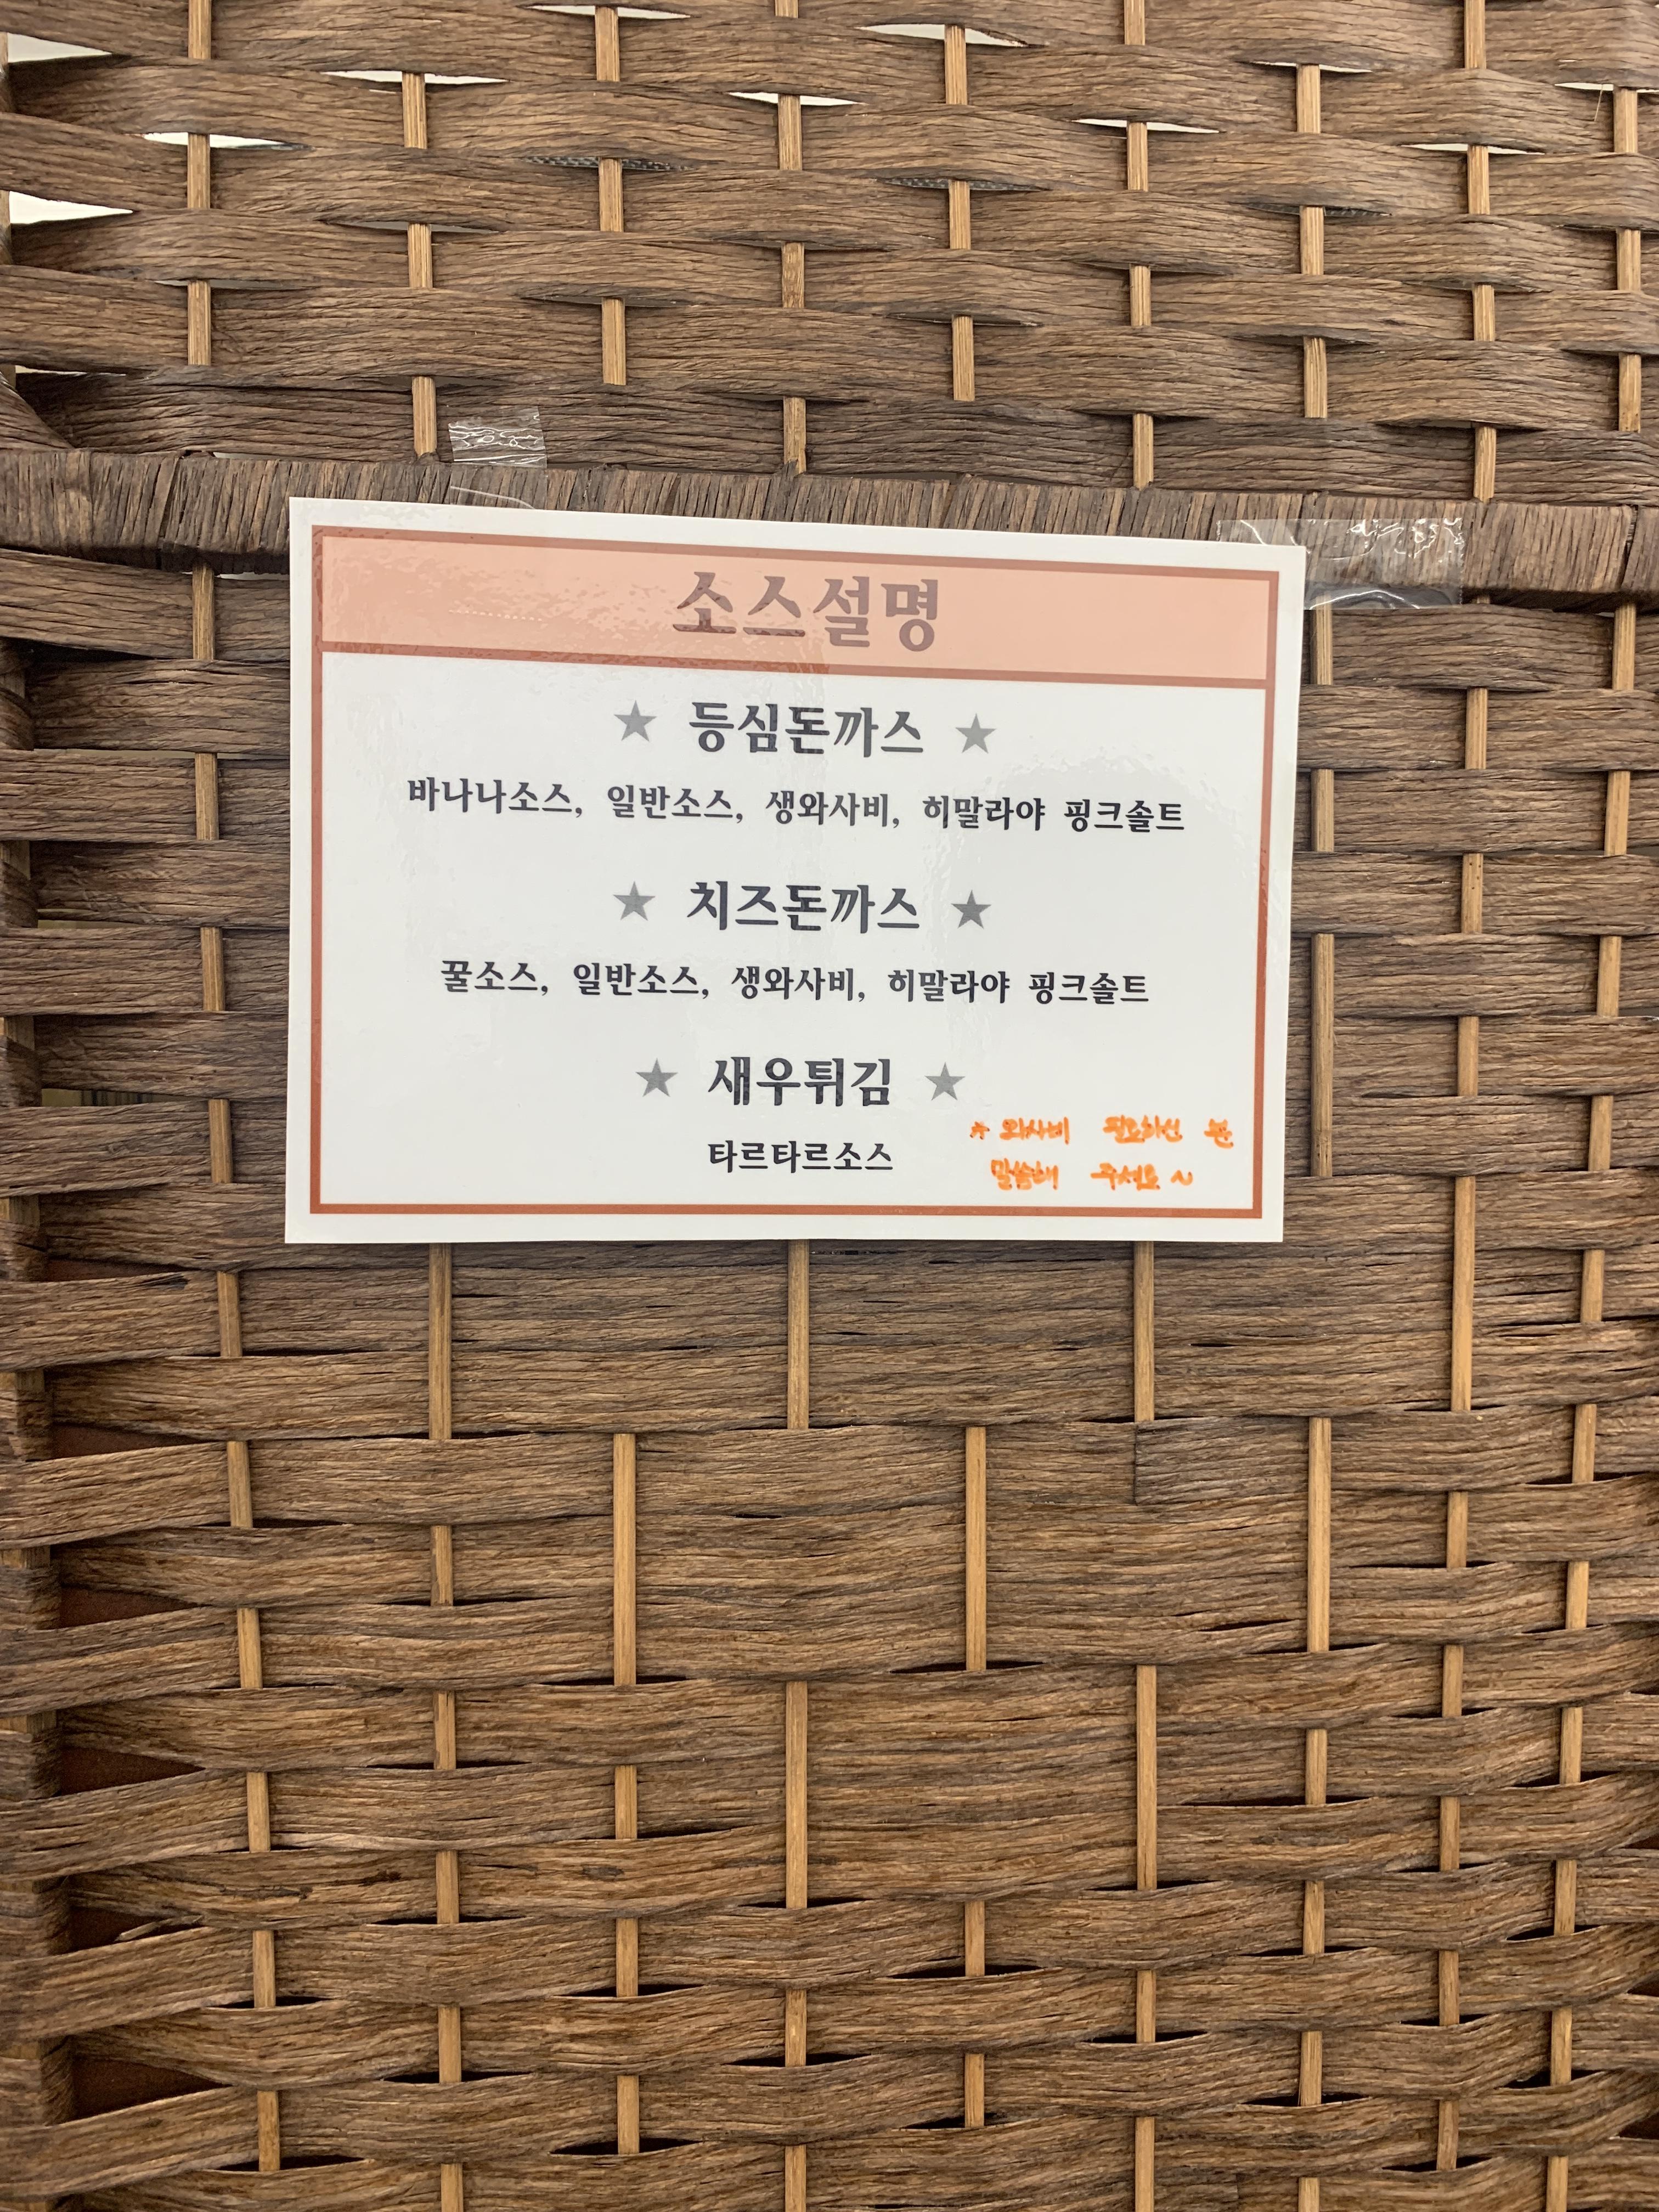 소스설명
★ 등심돈까스 ★
바나나소스, 일반소스, 생와사비, 히말라야 핑크솔트
★ 치즈돈까스 ★
꿀소스, 일반소스, 생와사비, 히말라야 핑크솔트
★ 새우튀김 ★
타르타르소스
* 와사비 필요하신 분
말씀해 주세요~